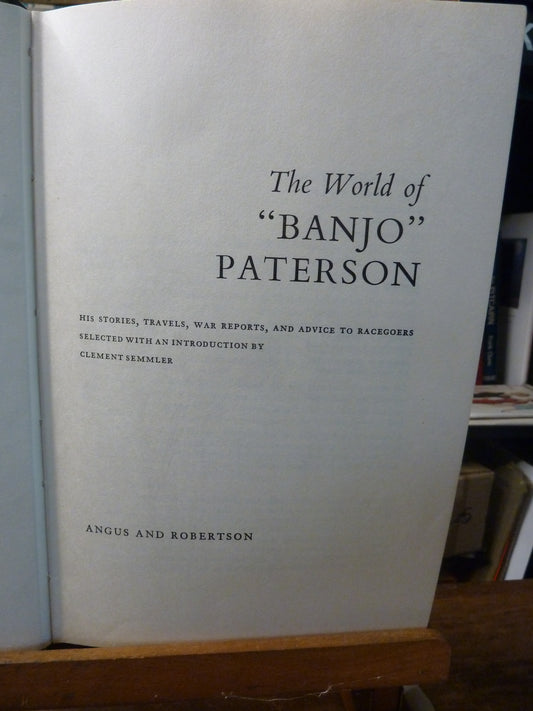 The World of
“BANJO”
PATERSON
HIS STORIES, TRAVELS, WAR REPORTS, AND ADVICE TO RACEGOERS
SELECTED WITH AN INTRODUCTION BY
CLEMENT SEMMLER
ANGUS AND ROBERTSON